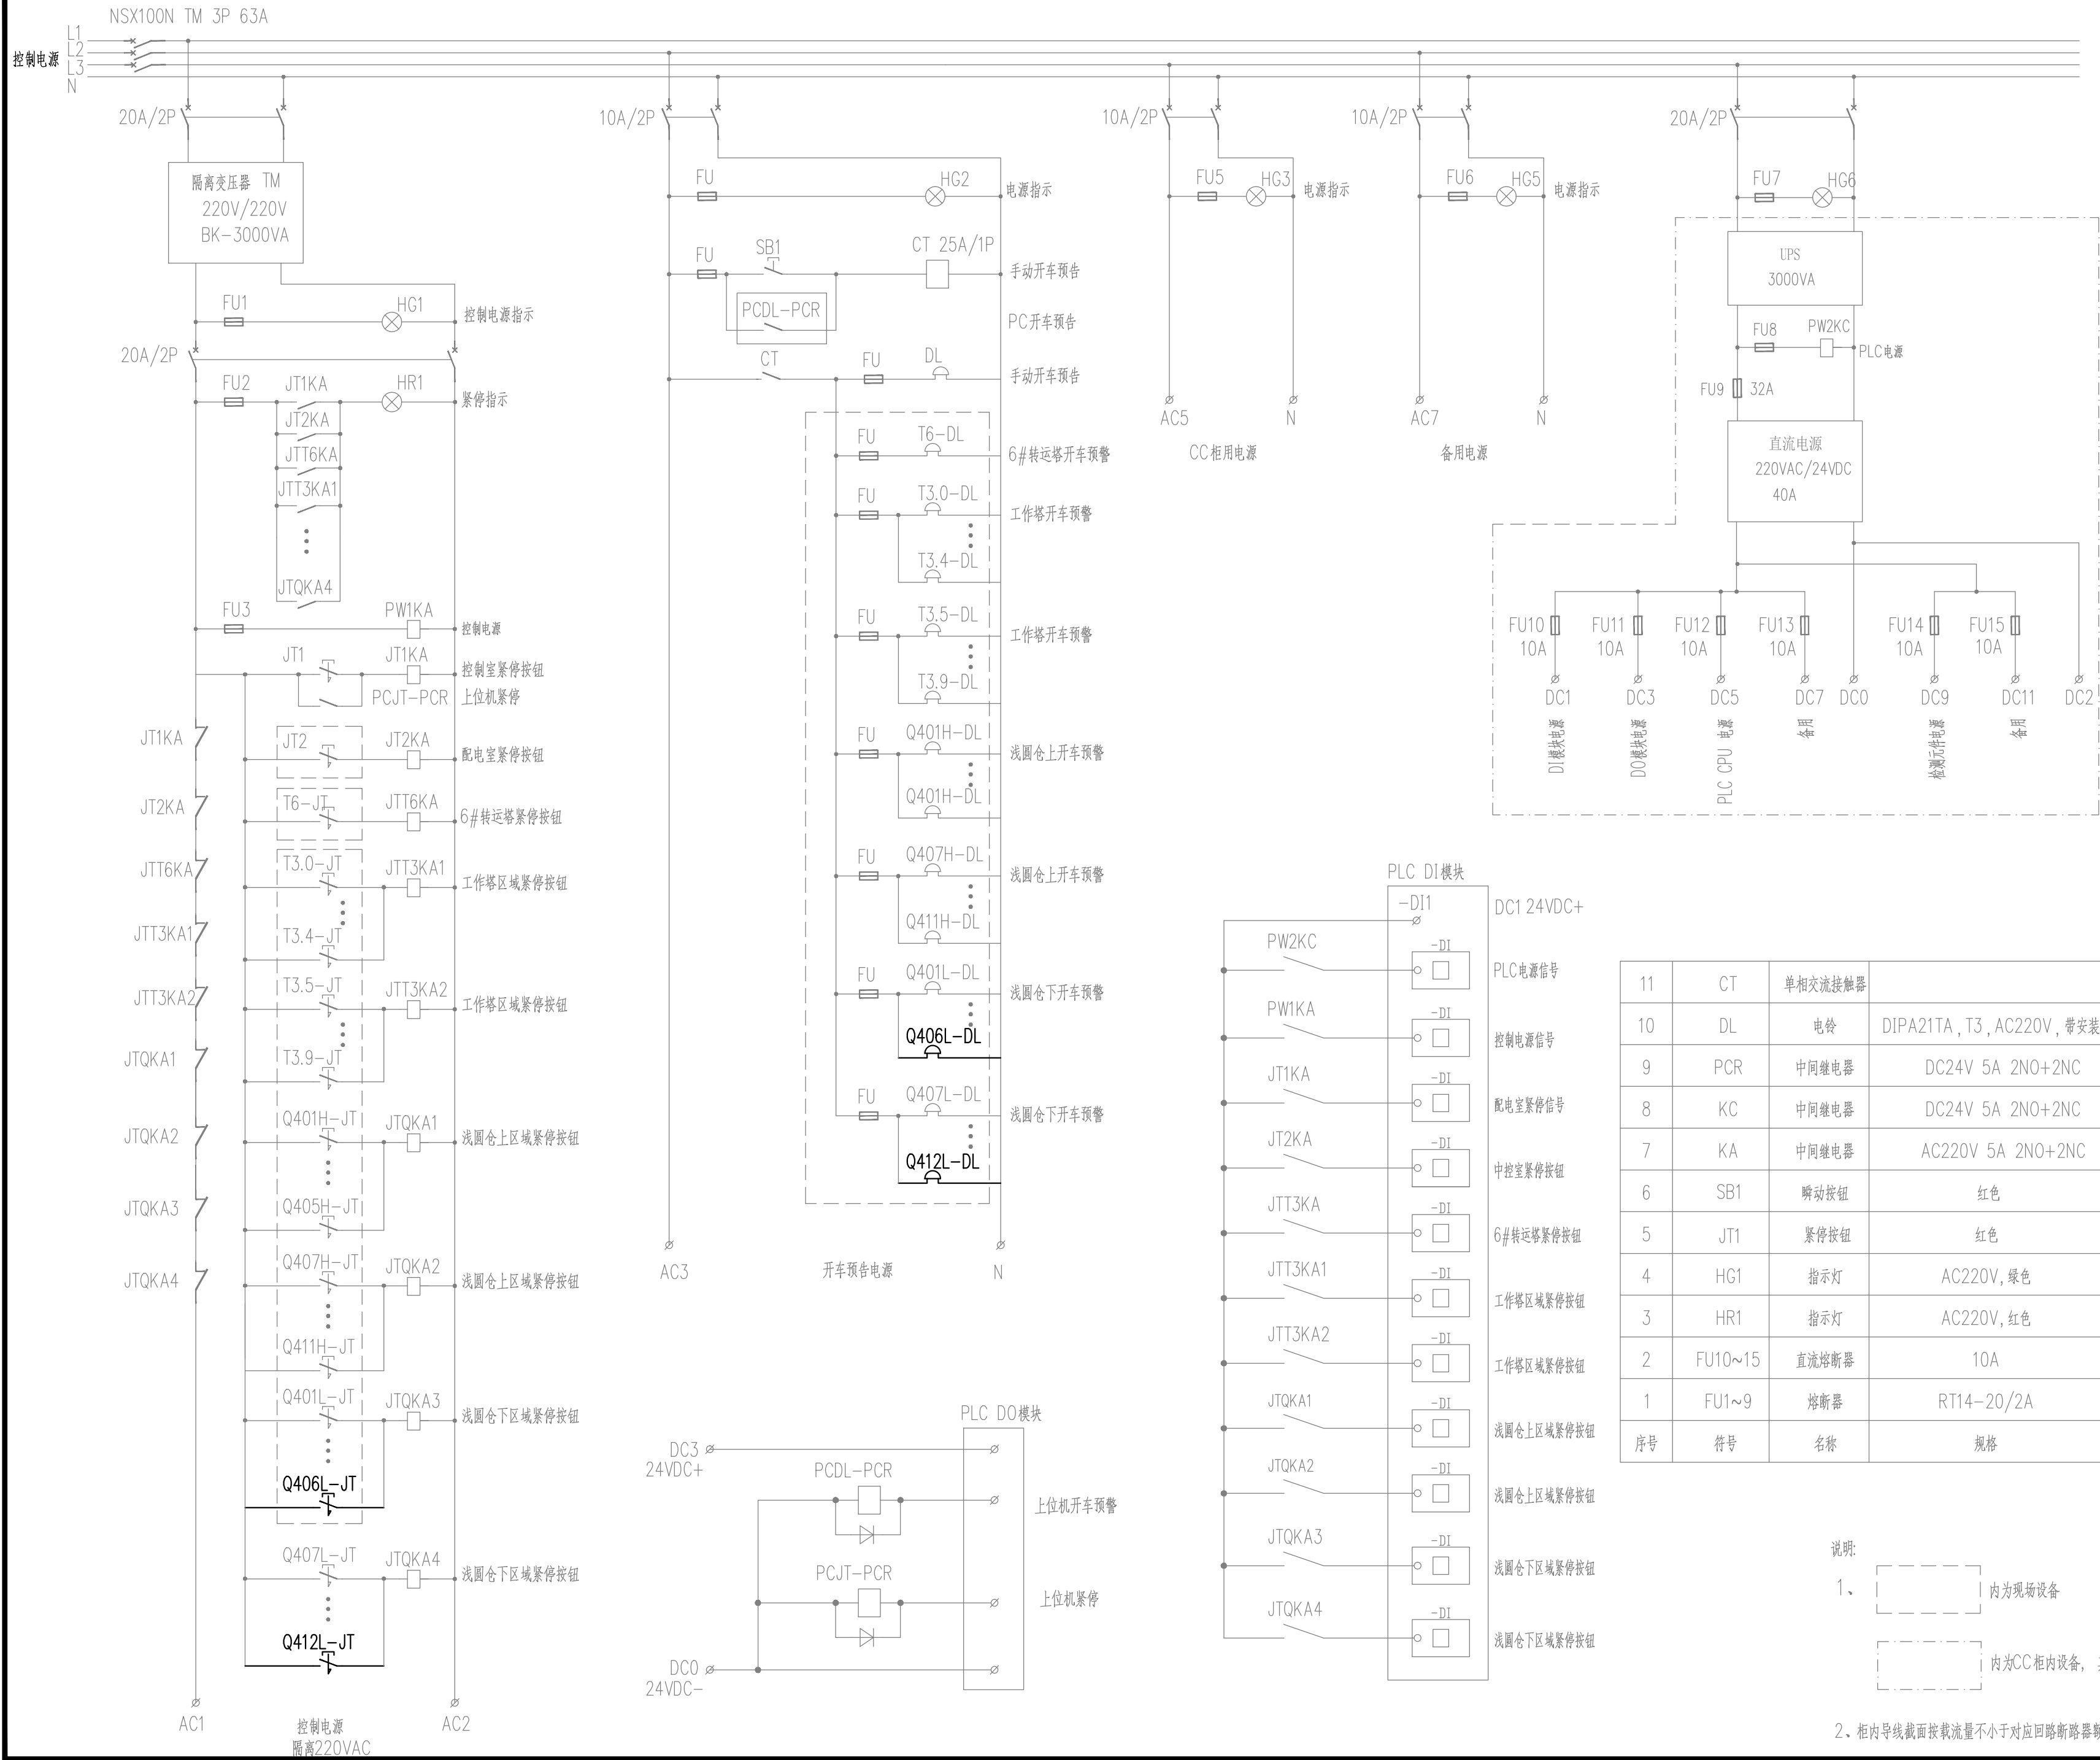 NSX100N TM 3P 63A
L1
L2
控制电源
L3
N
20A/2P
隔离变压器 TM
220V/220V
BK-3000VA
FU1
HG1
控制电源指示
20A/2P
FU2
JT1KA
HR1
紧停指示
JT2KA
JTT6KA
JTT3KA1
JTQKA4
FU3
PW1KA
控制电源
JT1
JT1KA
控制室紧停按钮
PCJT-PCR
上位机紧停
JT1KA
JT2
JT2KA
配电室紧停按钮
JT2KA
T6-JT
JTT6KA
6#转运塔紧停按钮
JTT6KA
T3.0-JT
JTT3KA1
工作塔区域紧停按钮
JTT3KA1
T3.4-JT
JTT3KA2
T3.5-JT
JTT3KA2
工作塔区域紧停按钮
JTQKA1
T3.9-JT
JTQKA2
Q401H-JT
JTQKA1
浅圆仓上区域紧停按钮
JTQKA3
Q405H-JT
JTQKA4
Q407H-JT
JTQKA2
浅圆仓上区域紧停按钮
Q411H-JT
Q401L-JT
JTQKA3
浅圆仓下区域紧停按钮
Q406L-JT
Q407L-JT
JTQKA4
浅圆仓下区域紧停按钮
Q412L-JT
AC1
控制电源
隔离220VAC
AC2
10A/2P
FU
HG2
电源指示
FU
SB1
CT 25A/1P
手动开车预告
PCDL-PCR
PC开车预告
CT
FU
DL
手动开车预告
FU
T6-DL
6#转运塔开车预警
FU
T3.0-DL
工作塔开车预警
T3.4-DL
FU
T3.5-DL
工作塔开车预警
T3.9-DL
FU
Q401H-DL
浅圆仓上开车预警
Q401H-DL
FU
Q407H-DL
浅圆仓上开车预警
Q411H-DL
FU
Q401L-DL
浅圆仓下开车预警
Q406L-DL
FU
Q407L-DL
浅圆仓下开车预警
Q412L-DL
AC3
开车预告电源
N
PLC DO模块
DC3
24VDC+
PCDL-PCR
上位机开车预警
PCJT-PCR
上位机紧停
DC0
24VDC-
10A/2P
FU5
HG3
电源指示
AC5
N
CC柜用电源
10A/2P
FU6
HG5
电源指示
AC7
N
备用电源
20A/2P
FU7
HG6
UPS
3000VA
FU8
PW2KC
PLC电源
FU9
32A
直流电源
220VAC/24VDC
40A
FU10
10A
FU11
10A
FU12
10A
FU13
10A
FU14
10A
FU15
10A
DC1
DC3
DC5
DC7
DC0
DC9
DC11
DC2
DI模块电源
DO模块电源
PLC CPU 电源
备用
检测元件电源
备用
PLC DI模块
-DI1
DC1 24VDC+
PW2KC
-DI
PLC电源信号
PW1KA
-DI
控制电源信号
JT1KA
-DI
配电室紧停信号
JT2KA
-DI
中控室紧停按钮
JTT3KA
-DI
6#转运塔紧停按钮
JTT3KA1
-DI
工作塔区域紧停按钮
JTT3KA2
-DI
工作塔区域紧停按钮
JTQKA1
-DI
浅圆仓上区域紧停按钮
JTQKA2
-DI
浅圆仓上区域紧停按钮
JTQKA3
-DI
浅圆仓下区域紧停按钮
JTQKA4
-DI
浅圆仓下区域紧停按钮
11 CT 单相交流接触器
10 DL 电铃 DIPA21TA,T3,AC220V,带安装
9 PCR 中间继电器 DC24V 5A 2NO+2NC
8 KC 中间继电器 DC24V 5A 2NO+2NC
7 KA 中间继电器 AC220V 5A 2NO+2NC
6 SB1 瞬动按钮 红色
5 JT1 紧停按钮 红色
4 HG1 指示灯 AC220V,绿色
3 HR1 指示灯 AC220V,红色
2 FU10~15 直流熔断器 10A
1 FU1~9 熔断器 RT14-20/2A
序号 符号 名称 规格
说明:
1、 内为现场设备
内为CC柜内设备,
2、柜内导线截面按载流量不小于对应回路断路器